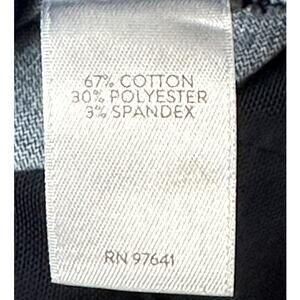 67% COTTON
30% POLYESTER
3% SPANDEX
RN 97641